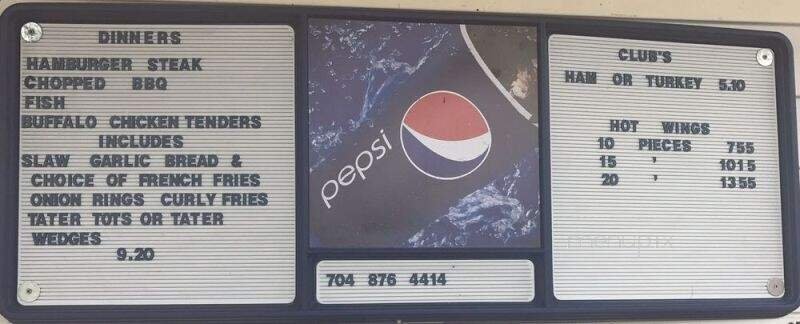 DINNERS
HAMBURGER STEAK
CHOPPED BBQ
FISH
BUFFALO CHICKEN TENDERS
INCLUDES
SLAW GARLIC BREAD &
CHOICE OF FRENCH FRIES
ONION RINGS CURLY FRIES
TATER TOTS OR TATER
WEDGES
9.20
pepsi
704 876 4414
CLUB'S
HAM OR TURKEY 5.10
HOT WINGS
10 PIECES 755
15 ' 1015
20 ' 1355
menupix